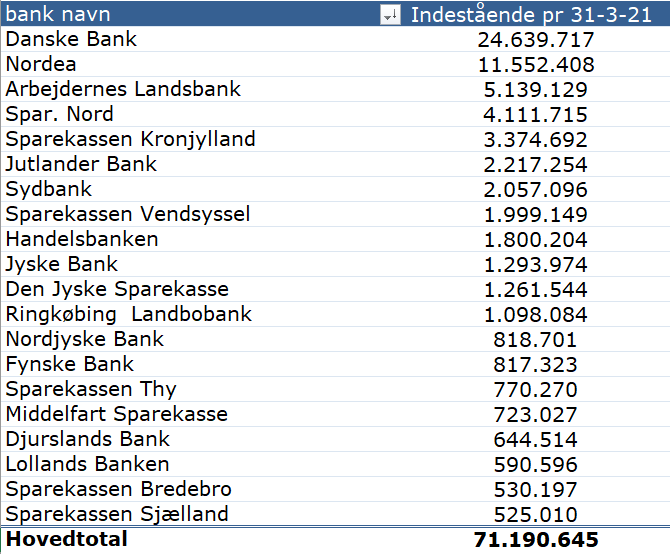 bank navn Indestående pr 31-3-21
Danske Bank 24.639.717
Nordea 11.552.408
Arbejdernes Landsbank 5.139.129
Spar. Nord 4.111.715
Sparekassen Kronjylland 3.374.692
Jutlander Bank 2.217.254
Sydbank 2.057.096
Sparekassen Vendsyssel 1.999.149
Handelsbanken 1.800.204
Jyske Bank 1.293.974
Den Jyske Sparekasse 1.261.544
Ringkøbing  Landbobank 1.098.084
Nordjyske Bank 818.701
Fynske Bank 817.323
Sparekassen Thy 770.270
Middelfart Sparekasse 723.027
Djurslands Bank 644.514
Lollands Banken 590.596
Sparekassen Bredebro 530.197
Sparekassen Sjælland 525.010
Hovedtotal 71.190.645